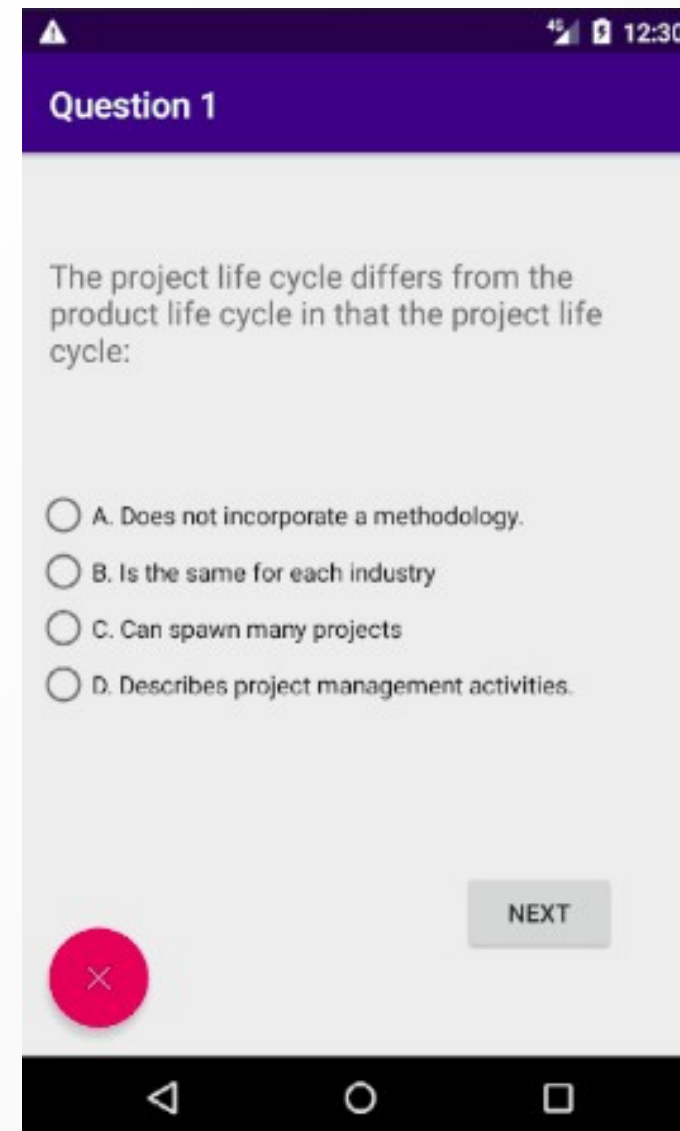 4G 12:30
Question 1
The project life cycle differs from the
product life cycle in that the project life
cycle:
A. Does not incorporate a methodology.
B. Is the same for each industry
C. Can spawn many projects
D. Describes project management activities.
NEXT